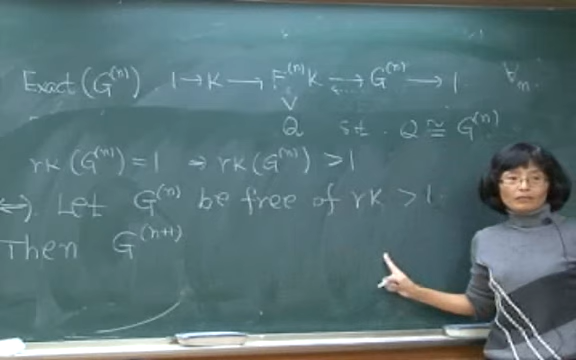 Exact(G⁽ⁿ⁾) 1→K→F⁽ⁿ⁾K⟶G⁽ⁿ⁾→1 ∀n.
∨
Q st. Q ≅ G⁽ⁿ⁾
rk(G⁽ⁿ⁾)=1 ⇒ rk(G⁽ⁿ⁾) >1
(⇔). Let G⁽ⁿ⁾ be free of rk >1.
Then G⁽ⁿ⁺¹⁾